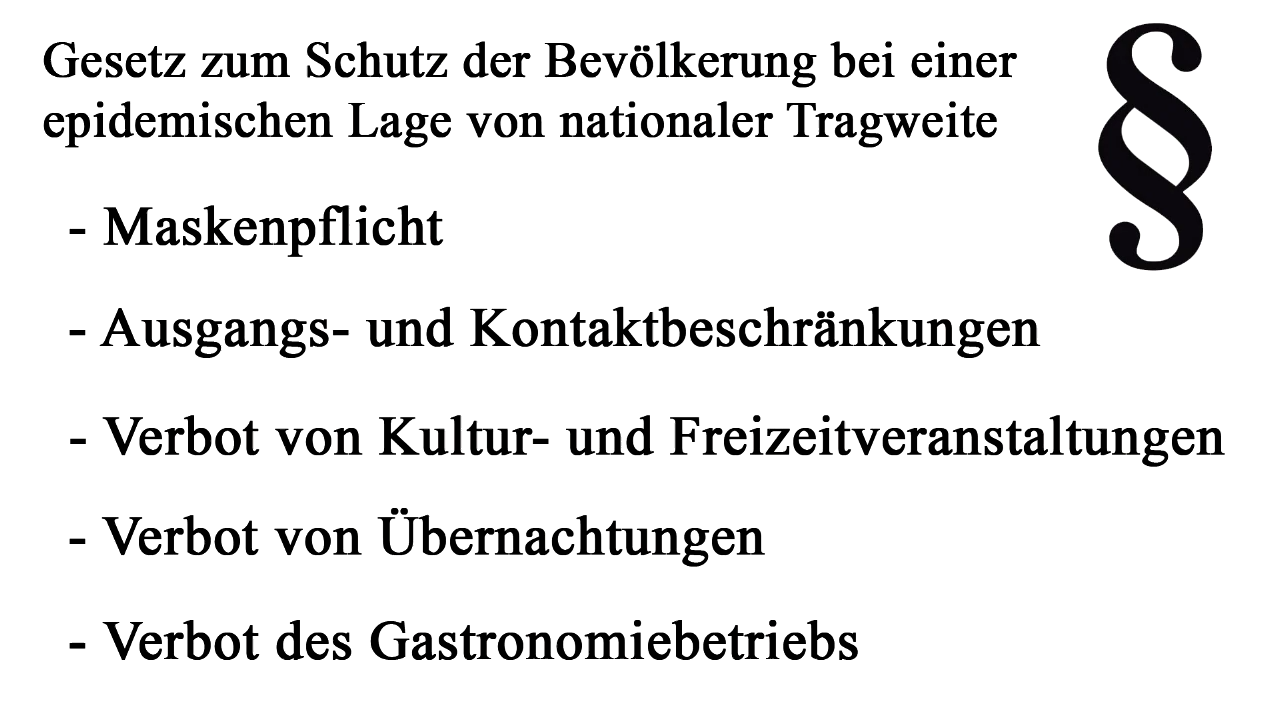 Gesetz zum Schutz der Bevölkerung bei einer
epidemischen Lage von nationaler Tragweite
§
- Maskenpflicht
- Ausgangs- und Kontaktbeschränkungen
- Verbot von Kultur- und Freizeitveranstaltungen
- Verbot von Übernachtungen
- Verbot des Gastronomiebetriebs